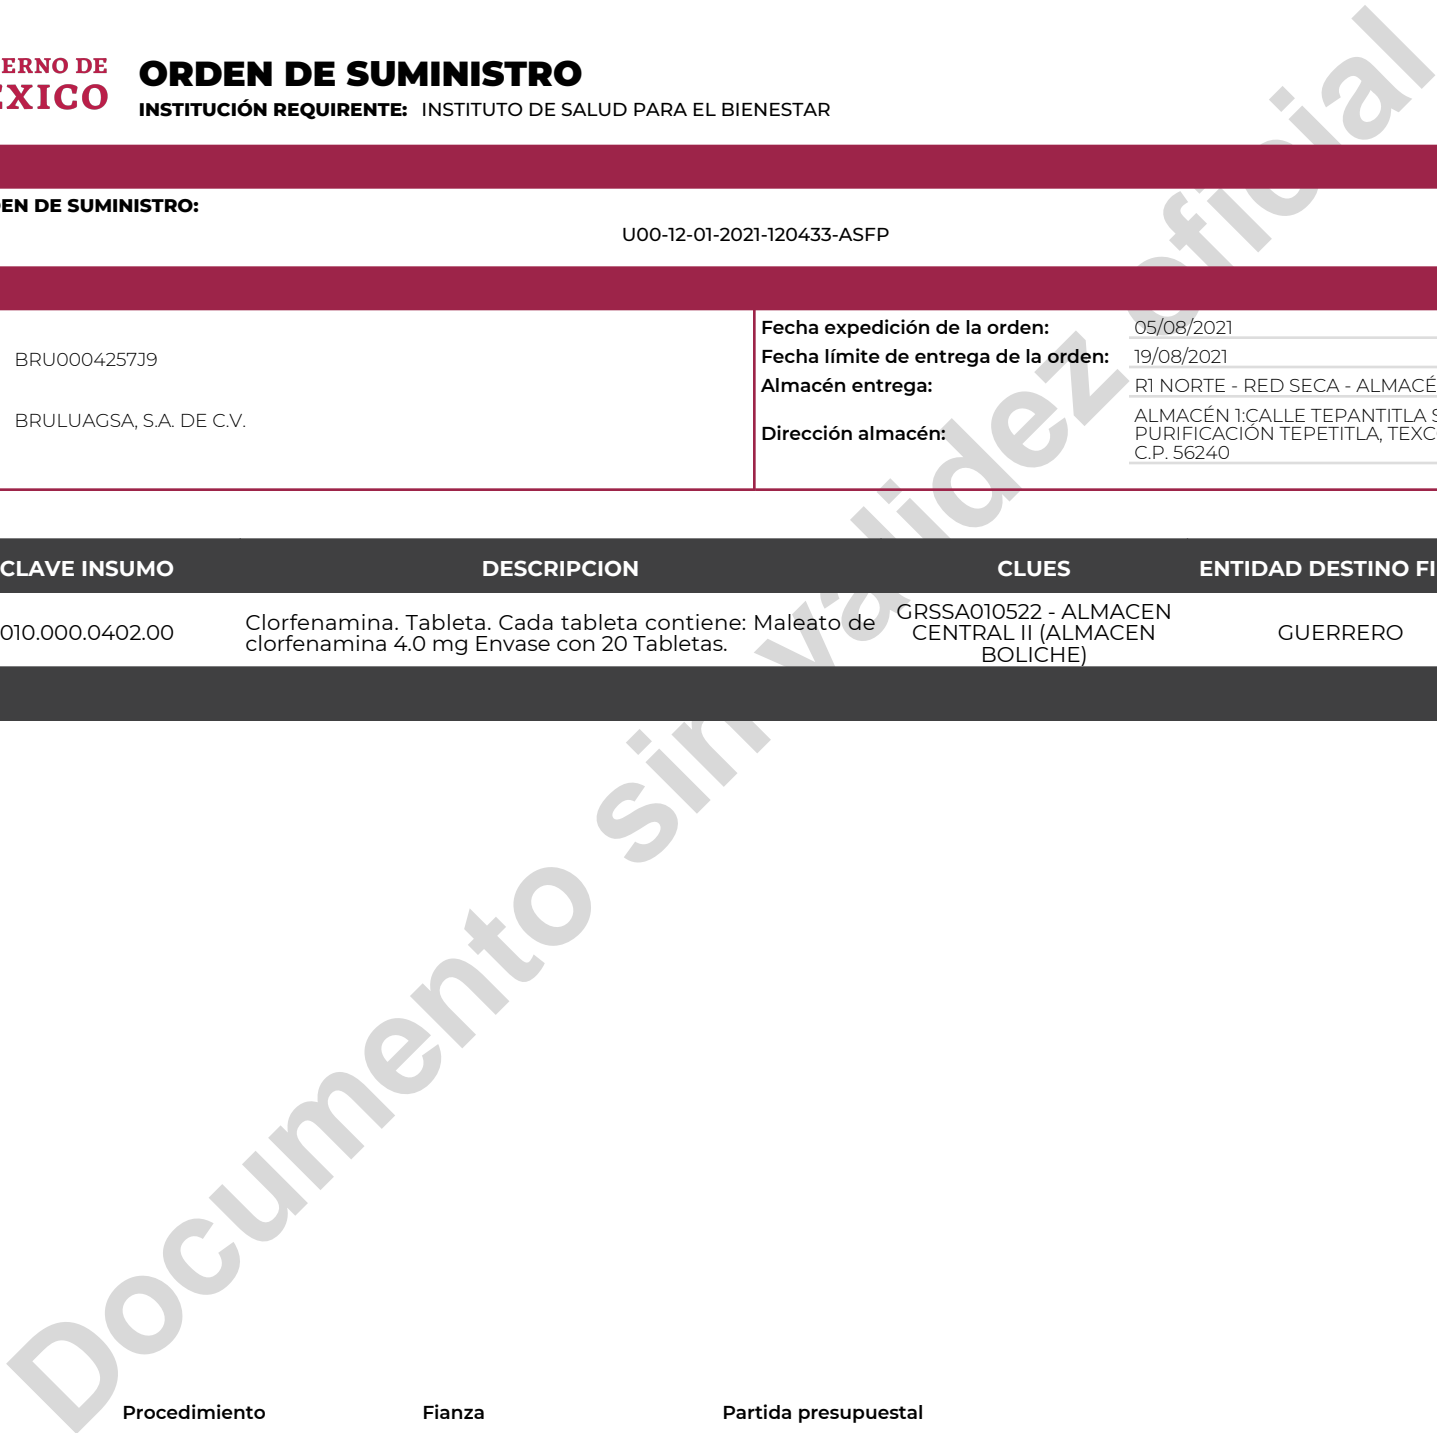 ERNO DE
EXICO
ORDEN DE SUMINISTRO
INSTITUCIÓN REQUIRENTE: INSTITUTO DE SALUD PARA EL BIENESTAR
EN DE SUMINISTRO:
U00-12-01-2021-120433-ASFP
BRU0004257J9
BRULUAGSA, S.A. DE C.V.
Fecha expedición de la orden: 05/08/2021
Fecha límite de entrega de la orden: 19/08/2021
Almacén entrega: R1 NORTE - RED SECA - ALMACÉ
Dirección almacén: ALMACÉN 1:CALLE TEPANTITLA S
PURIFICACIÓN TEPETITLA, TEXC
C.P. 56240
CLAVE INSUMO DESCRIPCION CLUES ENTIDAD DESTINO FI
010.000.0402.00
Clorfenamina. Tableta. Cada tableta contiene: Maleato de
clorfenamina 4.0 mg Envase con 20 Tabletas.
GRSSA010522 - ALMACEN
CENTRAL II (ALMACEN
BOLICHE)
GUERRERO
Documento sin validez oficial
Procedimiento Fianza Partida presupuestal